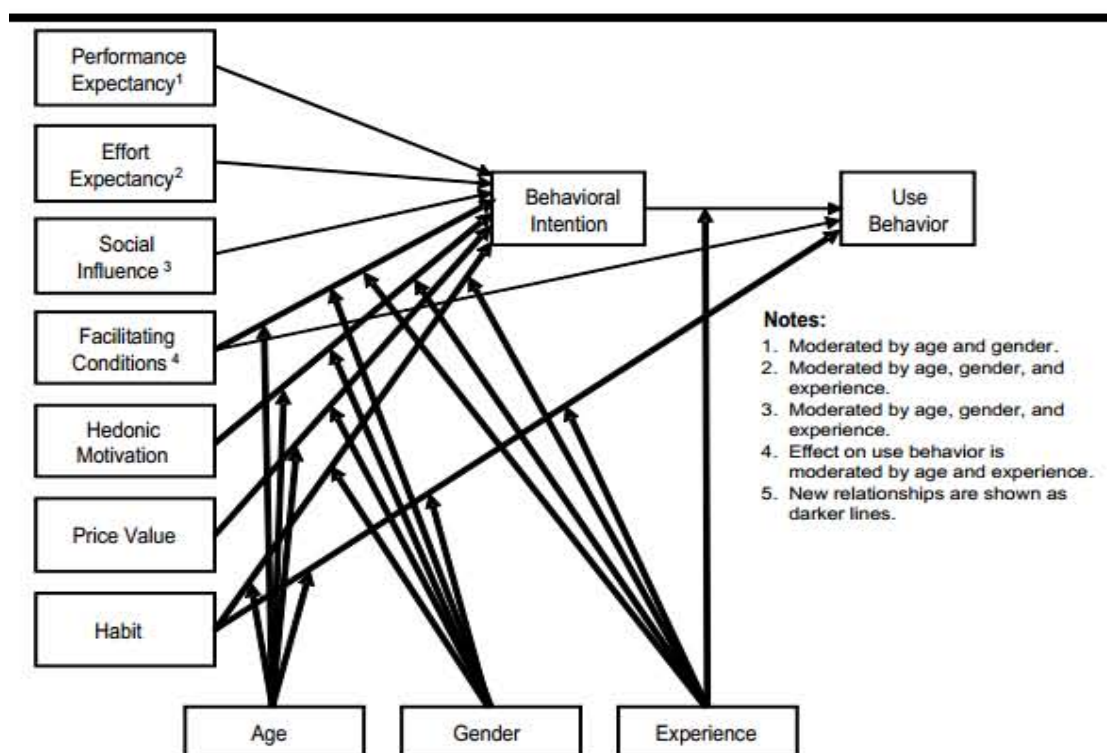 Performance
Expectancy¹
Effort
Expectancy²
Social
Influence ³
Facilitating
Conditions ⁴
Hedonic
Motivation
Price Value
Habit
Behavioral
Intention
Use
Behavior
Notes:
1. Moderated by age and gender.
2. Moderated by age, gender, and
experience.
3. Moderated by age, gender, and
experience.
4. Effect on use behavior is
moderated by age and experience.
5. New relationships are shown as
darker lines.
Age
Gender
Experience